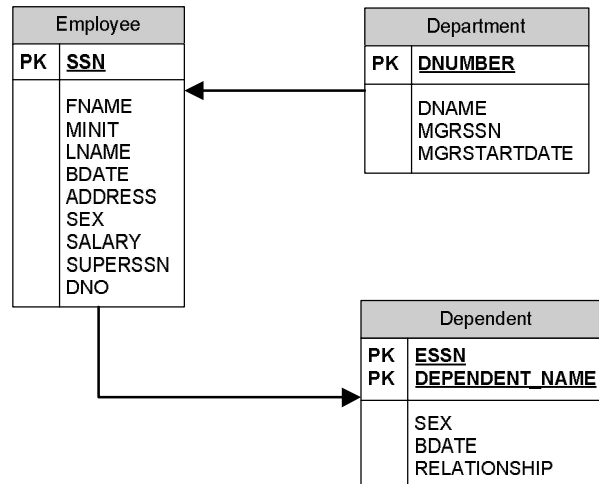 Employee
PK SSN
FNAME
MINIT
LNAME
BDATE
ADDRESS
SEX
SALARY
SUPERSSN
DNO
Department
PK DNUMBER
DNAME
MGRSSN
MGRSTARTDATE
Dependent
PK ESSN
PK DEPENDENT_NAME
SEX
BDATE
RELATIONSHIP